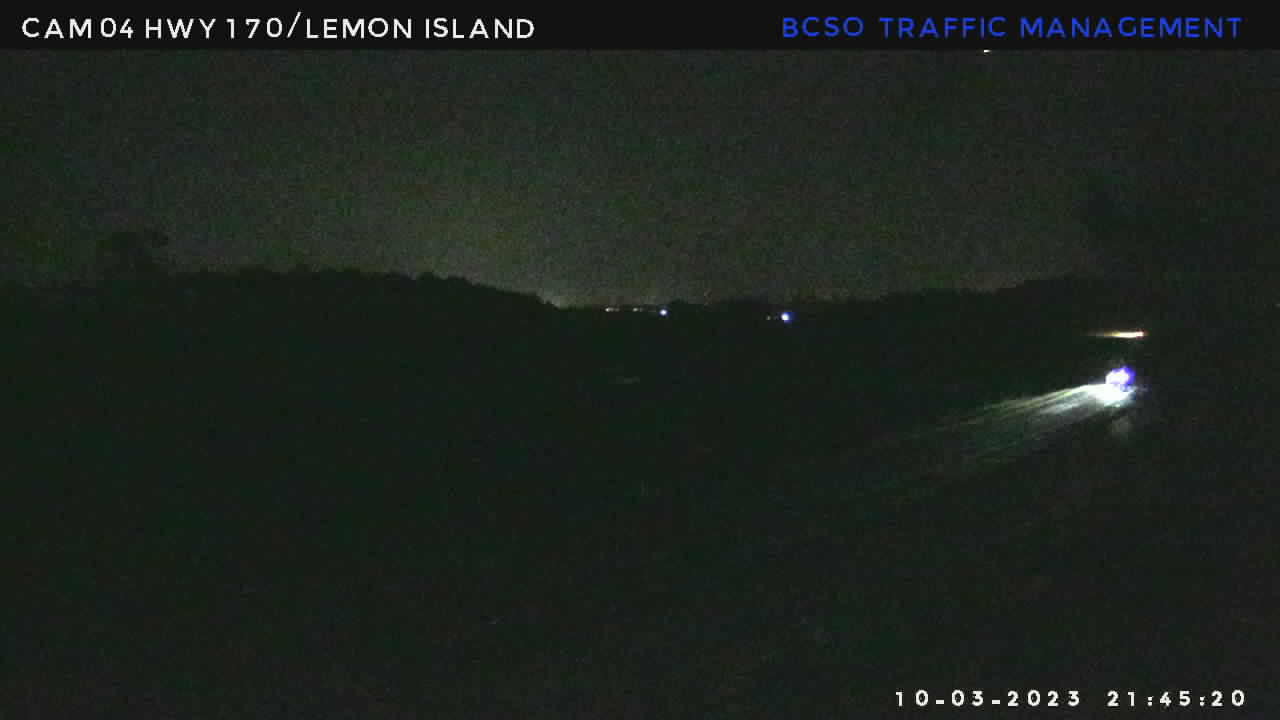 CAM04 HWY 170/LEMON ISLAND
BCSO TRAFFIC MANAGEMENT
10-03-2023 21:45:20